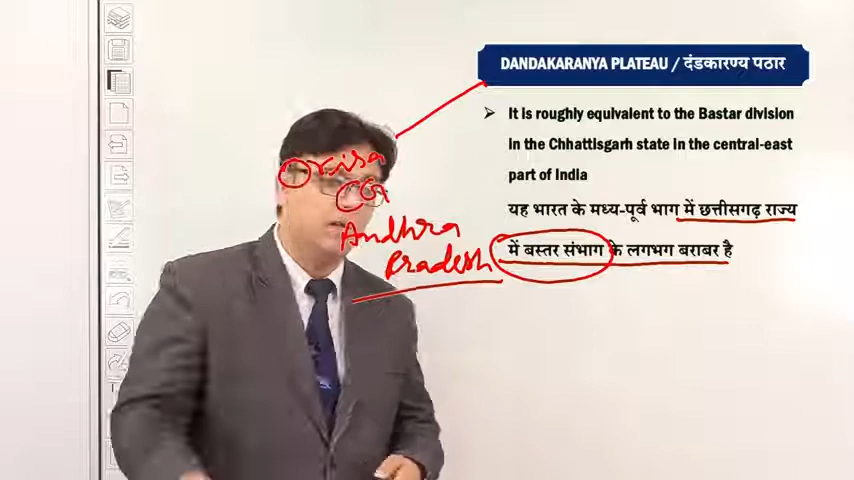 DANDAKARANYA PLATEAU / दंडकारण्य पठार
It is roughly equivalent to the Bastar division
in the Chhattisgarh state in the central-east
part of India
यह भारत के मध्य-पूर्व भाग में छत्तीसगढ़ राज्य
में बस्तर संभाग के लगभग बराबर है
Orissa
CG
Andhra
Pradesh